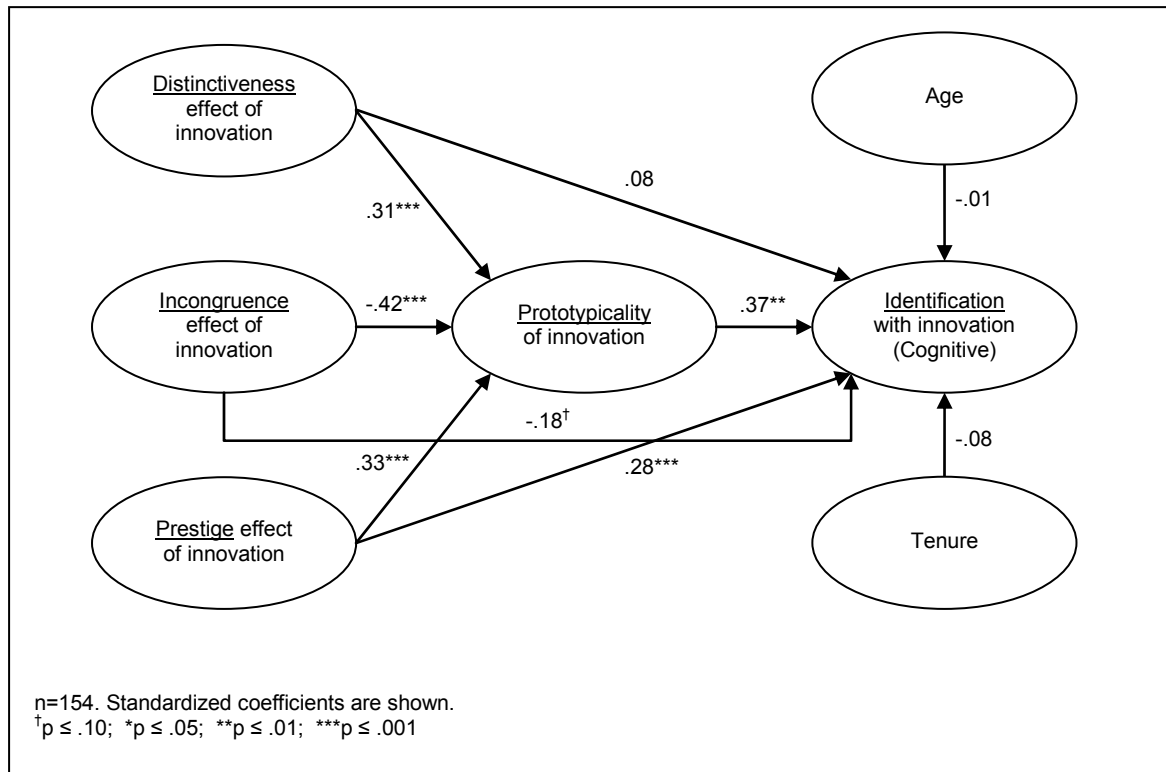 Distinctiveness
effect of
innovation
Age
.08
-.01
.31***
Incongruence
effect of
innovation
-.42***
Prototypicality
of innovation
.37**
Identification
with innovation
(Cognitive)
-.18†
-.08
.33***
.28***
Prestige effect
of innovation
Tenure
n=154. Standardized coefficients are shown.
†p ≤ .10; *p ≤ .05; **p ≤ .01; ***p ≤ .001